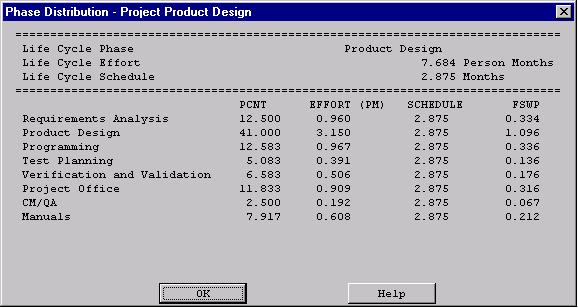 Phase Distribution - Project Product Design
Life Cycle Phase Product Design
Life Cycle Effort 7.684 Person Months
Life Cycle Schedule 2.875 Months
PCNT EFFORT (PM) SCHEDULE FSWP
Requirements Analysis 12.500 0.960 2.875 0.334
Product Design 41.000 3.150 2.875 1.096
Programming 12.583 0.967 2.875 0.336
Test Planning 5.083 0.391 2.875 0.136
Verification and Validation 6.583 0.506 2.875 0.176
Project Office 11.833 0.909 2.875 0.316
CM/QA 2.500 0.192 2.875 0.067
Manuals 7.917 0.608 2.875 0.212
OK Help